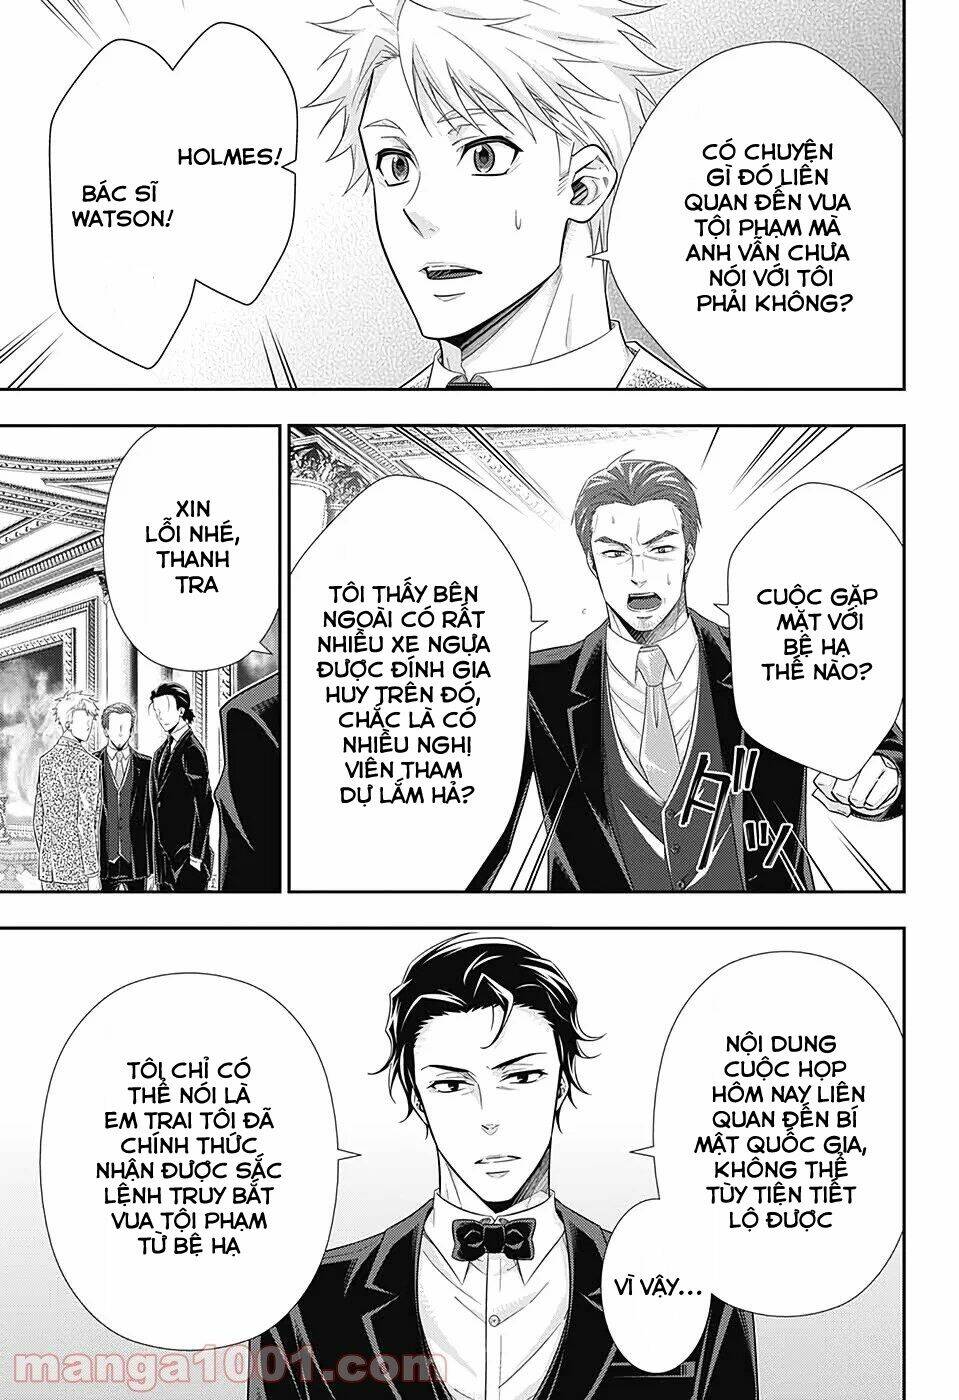 CÓ CHUYỆN
GÌ ĐÓ LIÊN
QUAN ĐẾN VUA
TỘI PHẠM MÀ
ANH VẪN CHƯA
NÓI VỚI TÔI
PHẢI KHÔNG?
HOLMES!
BÁC SĨ
WATSON!
CUỘC GẶP
MẶT VỚI
BỆ HẠ
THẾ NÀO?
TÔI THẤY BÊN
NGOÀI CÓ RẤT
NHIỀU XE NGỰA
ĐƯỢC ĐÍNH GIA
HUY TRÊN ĐÓ,
CHẮC LÀ CÓ
NHIỀU NGHỊ
VIÊN THAM
DỰ LẮM HẢ?
ダッ
XIN
LỖI NHÉ,
THANH
TRA
NỘI DUNG
CUỘC HỌP
HÔM NAY LIÊN
QUAN ĐẾN BÍ
MẬT QUỐC GIA,
KHÔNG THỂ
TÙY TIỆN TIẾT
LỘ ĐƯỢC
VÌ VẬY...
TÔI CHỈ CÓ
THỂ NÓI LÀ
EM TRAI TÔI ĐÃ
CHÍNH THỨC
NHẬN ĐƯỢC SẮC
LỆNH TRUY BẮT
VUA TỘI PHẠM
TỪ BỆ HẠ
manga1001.com